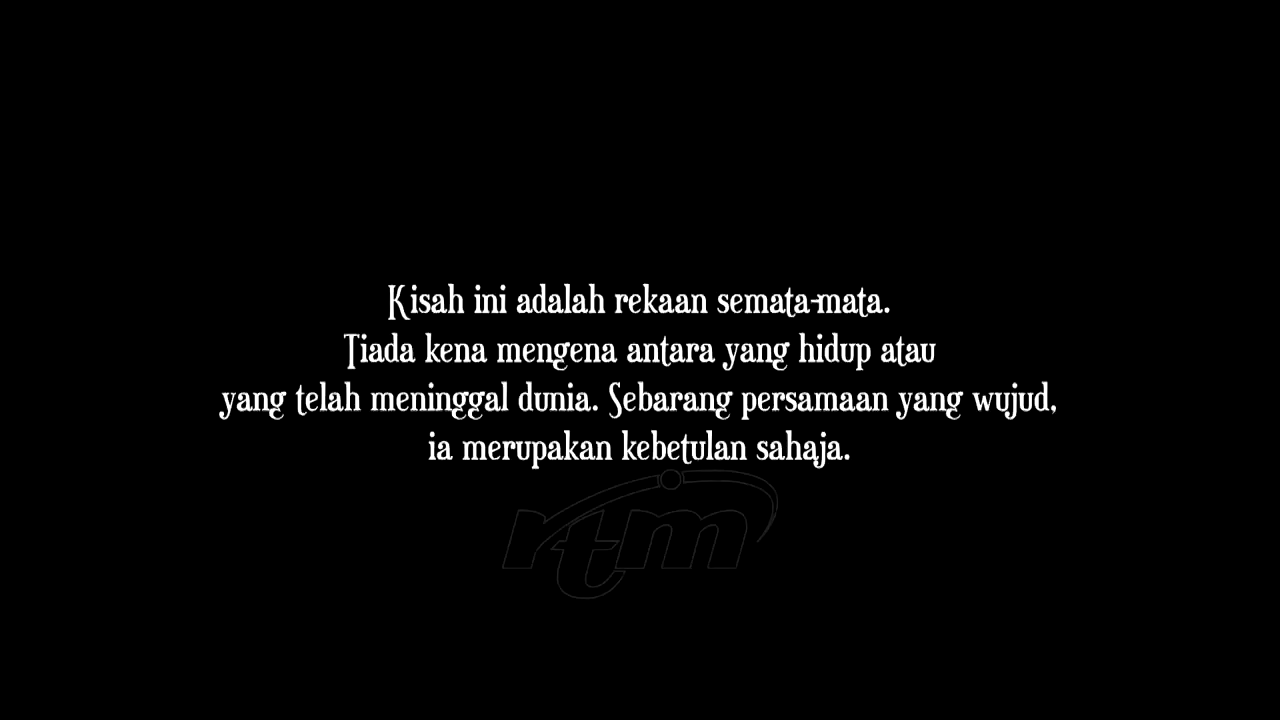 Kisah ini adalah rekaan semata-mata.
Tiada kena mengena antara yang hidup atau
yang telah meninggal dunia. Sebarang persamaan yang wujud,
ia merupakan kebetulan sahaja.
rtm